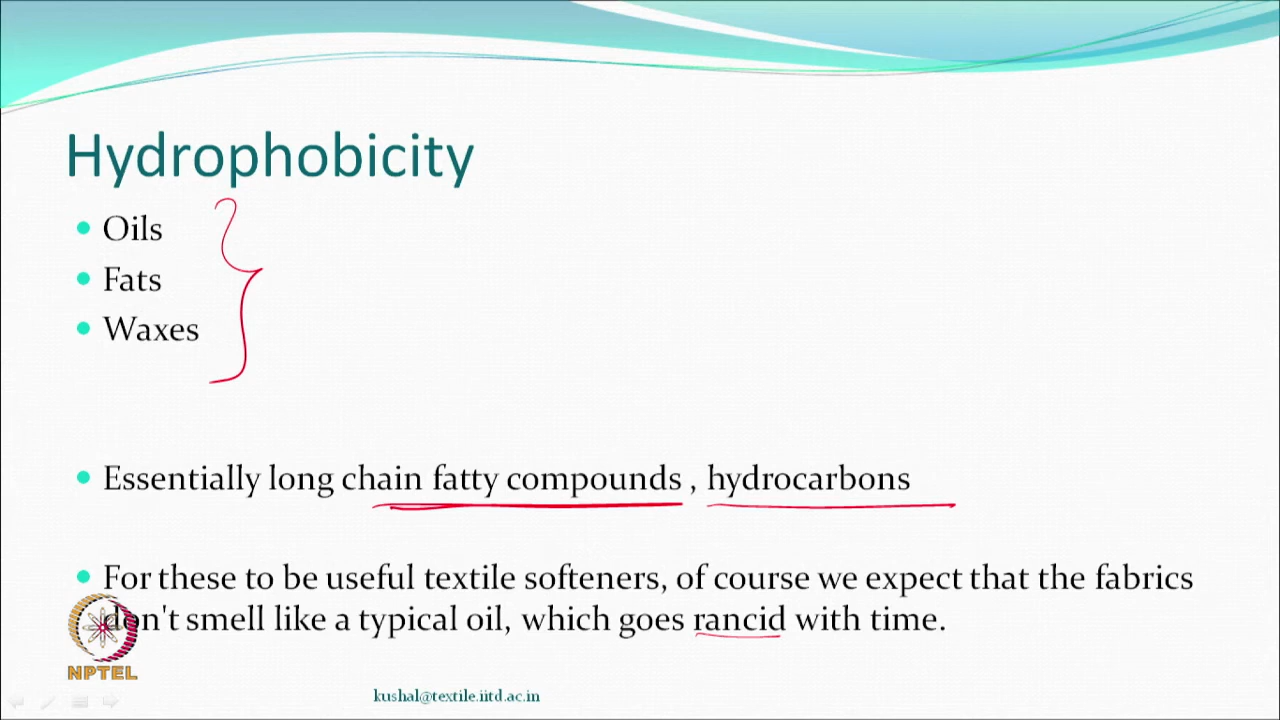 Hydrophobicity
Oils
Fats
Waxes
Essentially long chain fatty compounds , hydrocarbons
For these to be useful textile softeners, of course we expect that the fabrics
don't smell like a typical oil, which goes rancid with time.
NPTEL
kushal@textile.iitd.ac.in